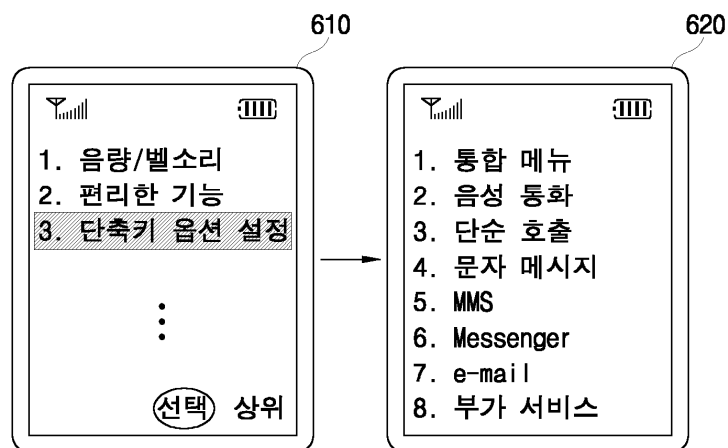 610
1. 음량/벨소리
2. 편리한 기능
3. 단축키 옵션 설정
선택 상위
620
1. 통합 메뉴
2. 음성 통화
3. 단순 호출
4. 문자 메시지
5. MMS
6. Messenger
7. e-mail
8. 부가 서비스